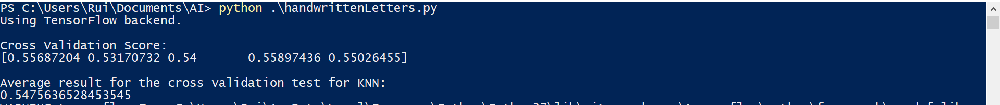 PS C:\Users\Rui\Documents\AI> python .\handwrittenLetters.py
Using TensorFlow backend.
Cross Validation Score:
[0.55687204 0.53170732 0.54       0.55897436 0.55026455]
Average result for the cross validation test for KNN:
0.5475636528453545